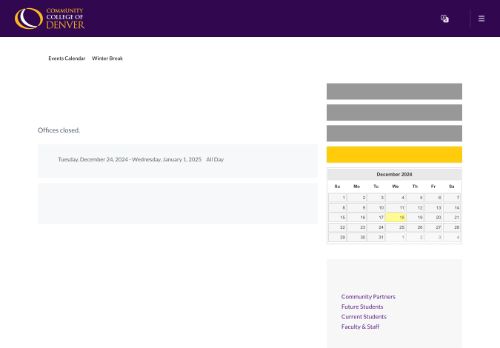 COMMUNITY
COLLEGE OF
DENVER
Events Calendar Winter Break
Offices closed.
Tuesday, December 24, 2024 - Wednesday, January 1, 2025 All Day
December 2024
Su Mo Tu We Th Fr Sa
1 2 3 4 5 6 7
8 9 10 11 12 13 14
15 16 17 18 19 20 21
22 23 24 25 26 27 28
29 30 31 1 2 3 4
Community Partners
Future Students
Current Students
Faculty & Staff